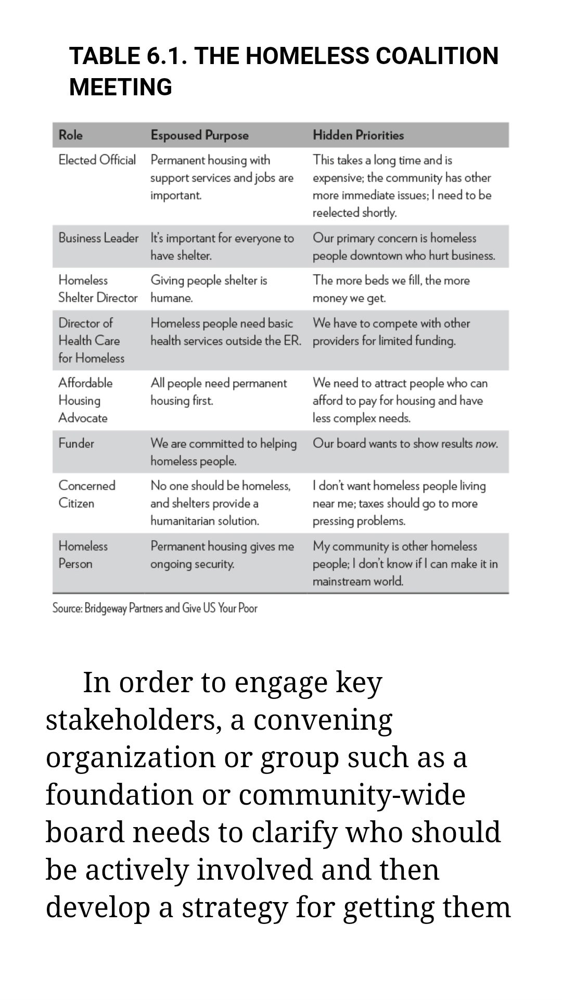 TABLE 6.1. THE HOMELESS COALITION
MEETING
Role Espoused Purpose Hidden Priorities
Elected Official Permanent housing with This takes a long time and is
support services and jobs are expensive; the community has other
important. more immediate issues; I need to be
reelected shortly.
Business Leader It's important for everyone to Our primary concern is homeless
have shelter. people downtown who hurt business.
Homeless Giving people shelter is The more beds we fill, the more
Shelter Director humane. money we get.
Director of Homeless people need basic We have to compete with other
Health Care health services outside the ER. providers for limited funding.
for Homeless
Affordable All people need permanent We need to attract people who can
Housing housing first. afford to pay for housing and have
Advocate less complex needs.
Funder We are committed to helping Our board wants to show results now.
homeless people.
Concerned No one should be homeless, I don't want homeless people living
Citizen and shelters provide a near me; taxes should go to more
humanitarian solution. pressing problems.
Homeless Permanent housing gives me My community is other homeless
Person ongoing security. people; I don't know if I can make it in
mainstream world.
Source: Bridgeway Partners and Give US Your Poor
In order to engage key
stakeholders, a convening
organization or group such as a
foundation or community-wide
board needs to clarify who should
be actively involved and then
develop a strategy for getting them